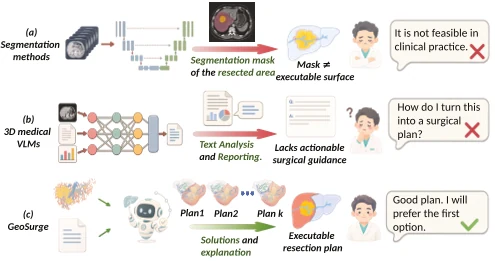 (a)
Segmentation
methods
Segmentation mask
of the resected area
Mask ≠
executable surface
It is not feasible in
clinical practice.
(b)
3D medical
VLMs
Text Analysis
and Reporting.
Q:
A:
Lacks actionable
surgical guidance
?
How do I turn this
into a surgical
plan?
(c)
GeoSurge
Plan1 Plan2 Plan k
Solutions and
explanation
Executable
resection plan
Good plan. I will
prefer the first
option.